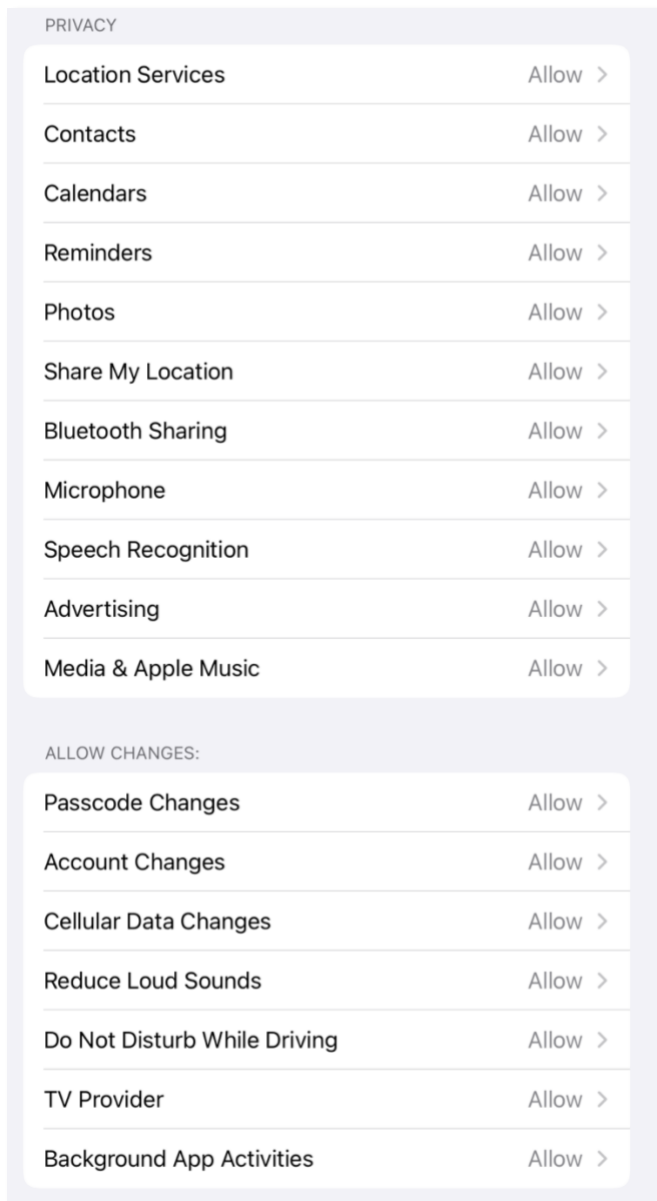 PRIVACY
Location Services Allow
Contacts Allow
Calendars Allow
Reminders Allow
Photos Allow
Share My Location Allow
Bluetooth Sharing Allow
Microphone Allow
Speech Recognition Allow
Advertising Allow
Media & Apple Music Allow
ALLOW CHANGES:
Passcode Changes Allow
Account Changes Allow
Cellular Data Changes Allow
Reduce Loud Sounds Allow
Do Not Disturb While Driving Allow
TV Provider Allow
Background App Activities Allow